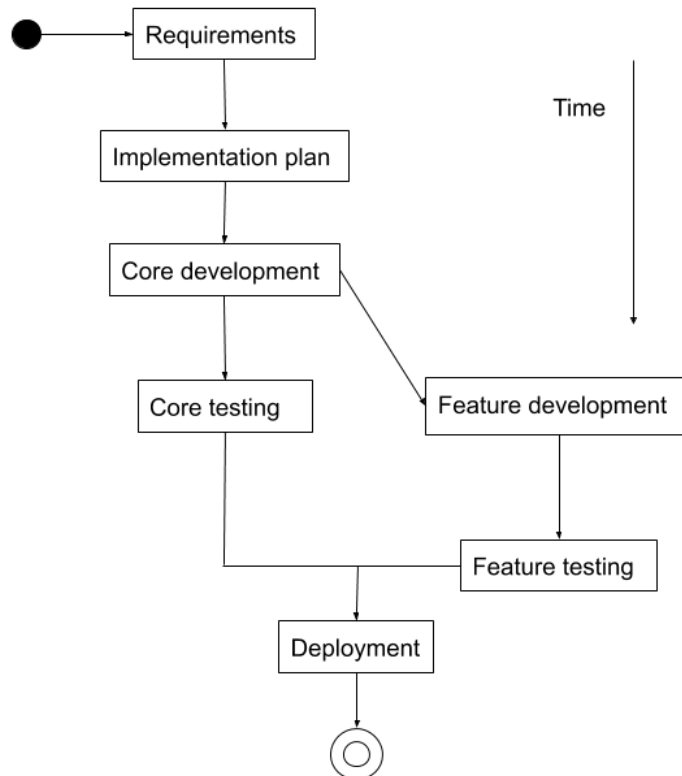 Requirements
Time
Implementation plan
Core development
Core testing
Feature development
Feature testing
Deployment